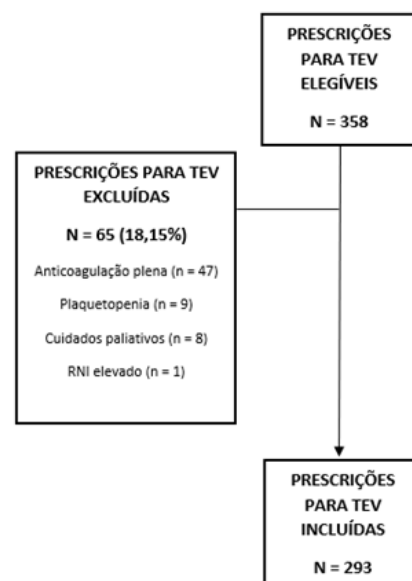 PRESCRIÇÕES
PARA TEV
ELEGÍVEIS
N = 358
PRESCRIÇÕES PARA TEV
EXCLUÍDAS
N = 65 (18,15%)
Anticoagulação plena (n = 47)
Plaquetopenia (n = 9)
Cuidados paliativos (n = 8)
RNI elevado (n = 1)
PRESCRIÇÕES
PARA TEV
INCLUÍDAS
N = 293